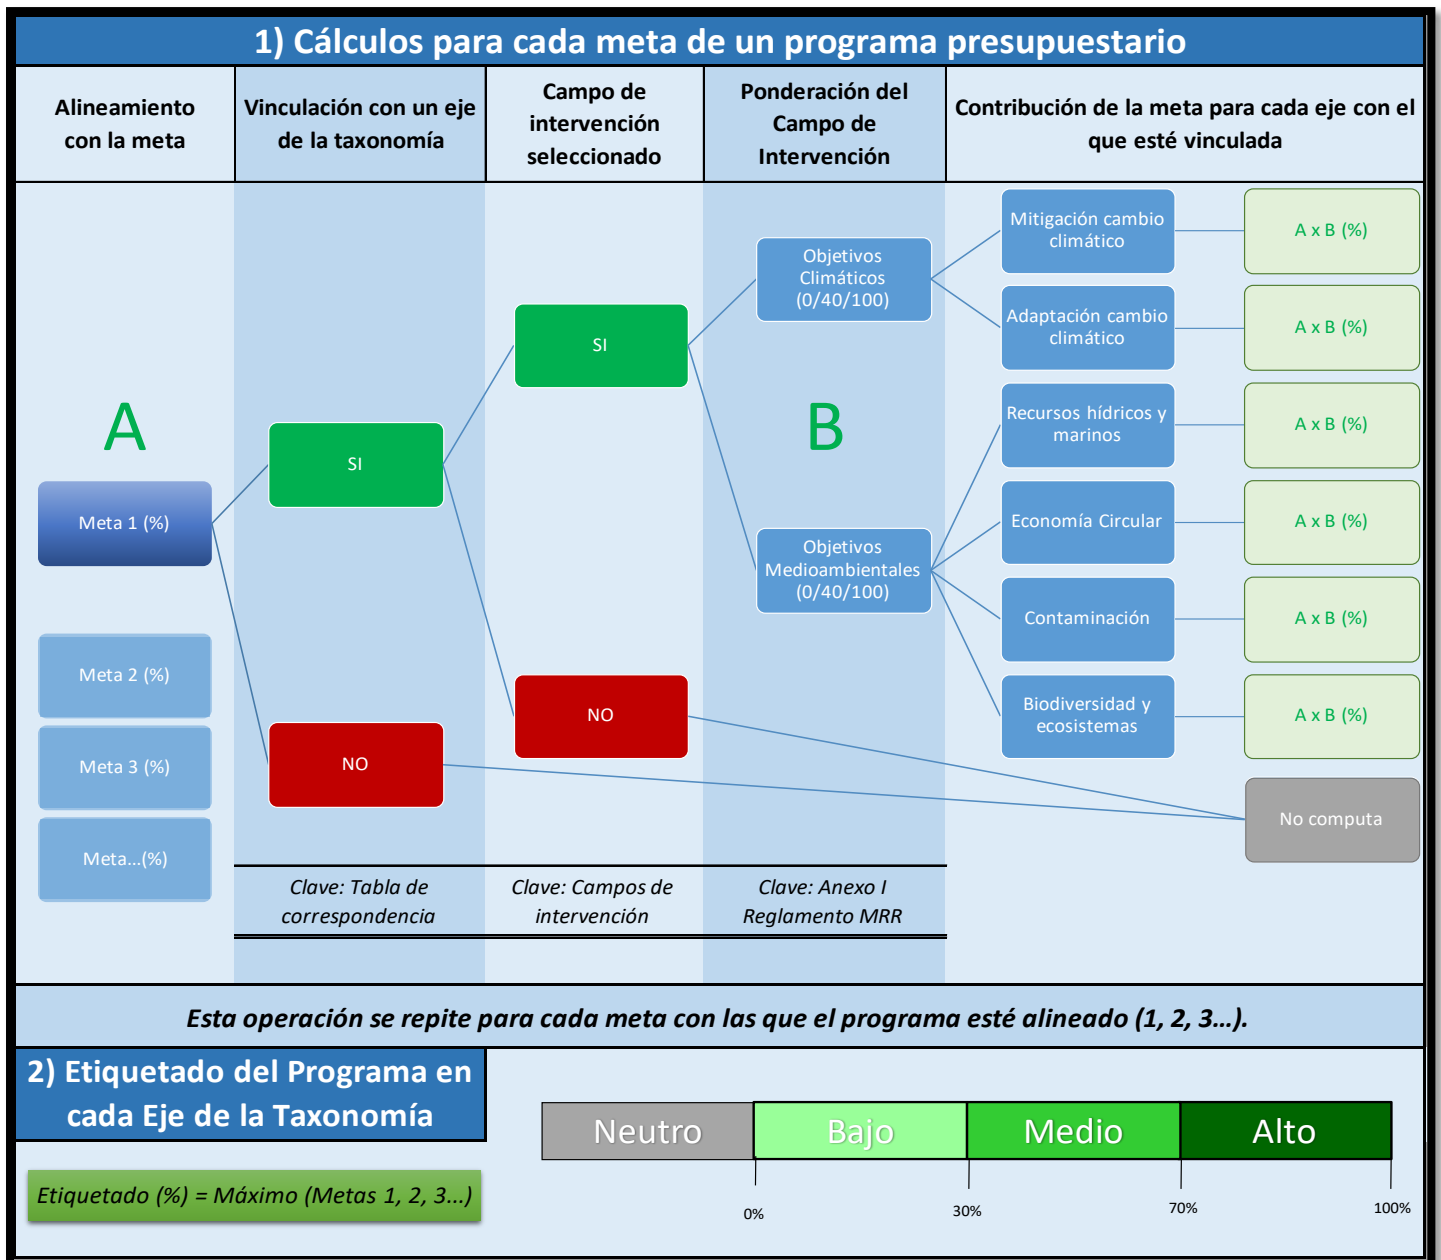 1) Cálculos para cada meta de un programa presupuestario
Alineamiento
con la meta
Vinculación con un eje
de la taxonomía
Campo de
intervención
seleccionado
Ponderación del
Campo de
Intervención
Contribución de la meta para cada eje con el
que esté vinculada
A
Meta 1 (%)
Meta 2 (%)
Meta 3 (%)
Meta...(%)
SI
NO
SI
NO
Objetivos
Climáticos
(0/40/100)
B
Objetivos
Medioambientales
(0/40/100)
Mitigación cambio
climático
A x B (%)
Adaptación cambio
climático
A x B (%)
Recursos hídricos y
marinos
A x B (%)
Economía Circular
A x B (%)
Contaminación
A x B (%)
Biodiversidad y
ecosistemas
A x B (%)
No computa
Clave: Tabla de
correspondencia
Clave: Campos de
intervención
Clave: Anexo I
Reglamento MRR
Esta operación se repite para cada meta con las que el programa esté alineado (1, 2, 3...).
2) Etiquetado del Programa en
cada Eje de la Taxonomía
Etiquetado (%) = Máximo (Metas 1, 2, 3...)
Neutro
Bajo
Medio
Alto
0%
30%
70%
100%